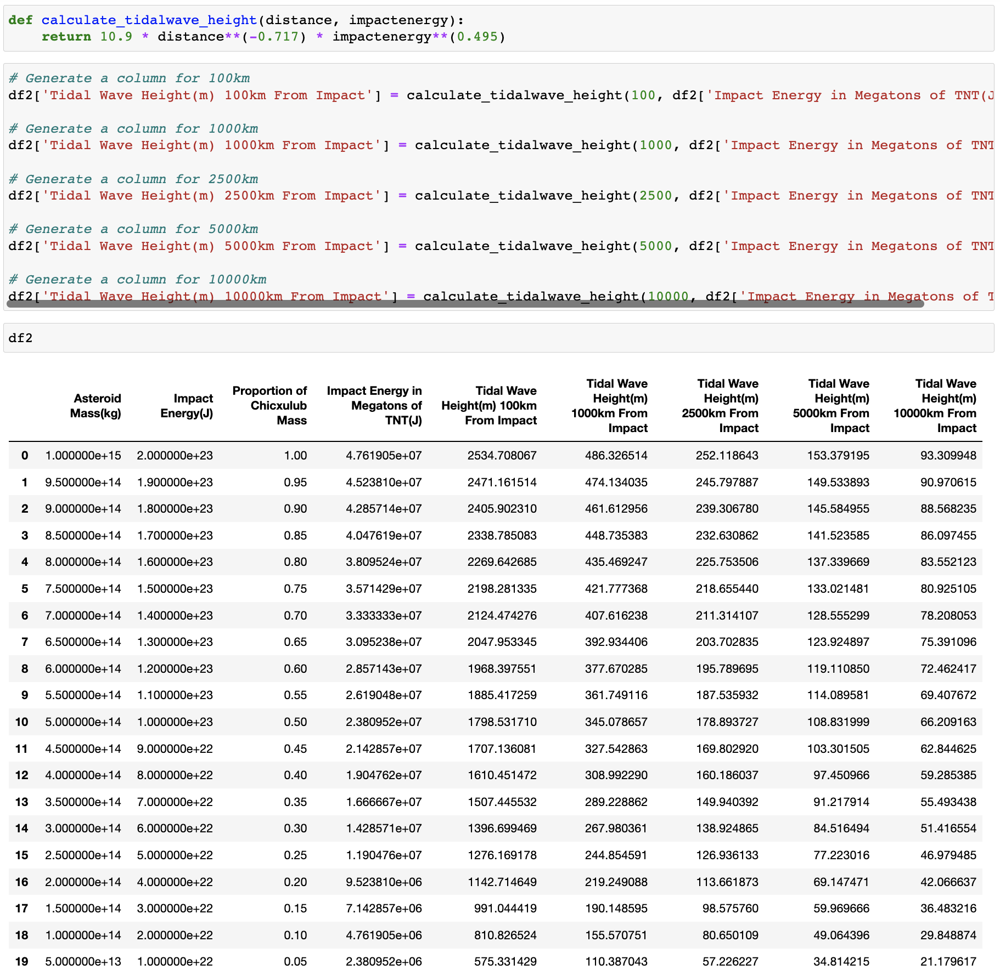 def calculate_tidalwave_height(distance, impactenergy):
    return 10.9 * distance**(-0.717) * impactenergy**(0.495)
# Generate a column for 100km
df2['Tidal Wave Height(m) 100km From Impact'] = calculate_tidalwave_height(100, df2['Impact Energy in Megatons of TNT(J
# Generate a column for 1000km
df2['Tidal Wave Height(m) 1000km From Impact'] = calculate_tidalwave_height(1000, df2['Impact Energy in Megatons of TNT
# Generate a column for 2500km
df2['Tidal Wave Height(m) 2500km From Impact'] = calculate_tidalwave_height(2500, df2['Impact Energy in Megatons of TNT
# Generate a column for 5000km
df2['Tidal Wave Height(m) 5000km From Impact'] = calculate_tidalwave_height(5000, df2['Impact Energy in Megatons of TNT
# Generate a column for 10000km
df2['Tidal Wave Height(m) 10000km From Impact'] = calculate_tidalwave_height(10000, df2['Impact Energy in Megatons of T
df2
Asteroid Mass(kg) Impact Energy(J) Proportion of Chicxulub Mass Impact Energy in Megatons of TNT(J) Tidal Wave Height(m) 100km From Impact Tidal Wave Height(m) 1000km From Impact Tidal Wave Height(m) 2500km From Impact Tidal Wave Height(m) 5000km From Impact Tidal Wave Height(m) 10000km From Impact
0 1.000000e+15 2.000000e+23 1.00 4.761905e+07 2534.708067 486.326514 252.118643 153.379195 93.309948
1 9.500000e+14 1.900000e+23 0.95 4.523810e+07 2471.161514 474.134035 245.797887 149.533893 90.970615
2 9.000000e+14 1.800000e+23 0.90 4.285714e+07 2405.902310 461.612956 239.306780 145.584955 88.568235
3 8.500000e+14 1.700000e+23 0.85 4.047619e+07 2338.785083 448.735383 232.630862 141.523585 86.097455
4 8.000000e+14 1.600000e+23 0.80 3.809524e+07 2269.642685 435.469247 225.753506 137.339669 83.552123
5 7.500000e+14 1.500000e+23 0.75 3.571429e+07 2198.281335 421.777368 218.655440 133.021481 80.925105
6 7.000000e+14 1.400000e+23 0.70 3.333333e+07 2124.474276 407.616238 211.314107 128.555299 78.208053
7 6.500000e+14 1.300000e+23 0.65 3.095238e+07 2047.953345 392.934406 203.702835 123.924897 75.391096
8 6.000000e+14 1.200000e+23 0.60 2.857143e+07 1968.397551 377.670285 195.789695 119.110850 72.462417
9 5.500000e+14 1.100000e+23 0.55 2.619048e+07 1885.417259 361.749116 187.535932 114.089581 69.407672
10 5.000000e+14 1.000000e+23 0.50 2.380952e+07 1798.531710 345.078657 178.893727 108.831999 66.209163
11 4.500000e+14 9.000000e+22 0.45 2.142857e+07 1707.136081 327.542863 169.802920 103.301505 62.844625
12 4.000000e+14 8.000000e+22 0.40 1.904762e+07 1610.451472 308.992290 160.186037 97.450966 59.285385
13 3.500000e+14 7.000000e+22 0.35 1.666667e+07 1507.445532 289.228862 149.940392 91.217914 55.493438
14 3.000000e+14 6.000000e+22 0.30 1.428571e+07 1396.699469 267.980361 138.924865 84.516494 51.416554
15 2.500000e+14 5.000000e+22 0.25 1.190476e+07 1276.169178 244.854591 126.936133 77.223016 46.979485
16 2.000000e+14 4.000000e+22 0.20 9.523810e+06 1142.714649 219.249088 113.661873 69.147471 42.066637
17 1.500000e+14 3.000000e+22 0.15 7.142857e+06 991.044419 190.148595 98.575760 59.969666 36.483216
18 1.000000e+14 2.000000e+22 0.10 4.761905e+06 810.826524 155.570751 80.650109 49.064396 29.848874
19 5.000000e+13 1.000000e+22 0.05 2.380952e+06 575.331429 110.387043 57.226227 34.814215 21.179617